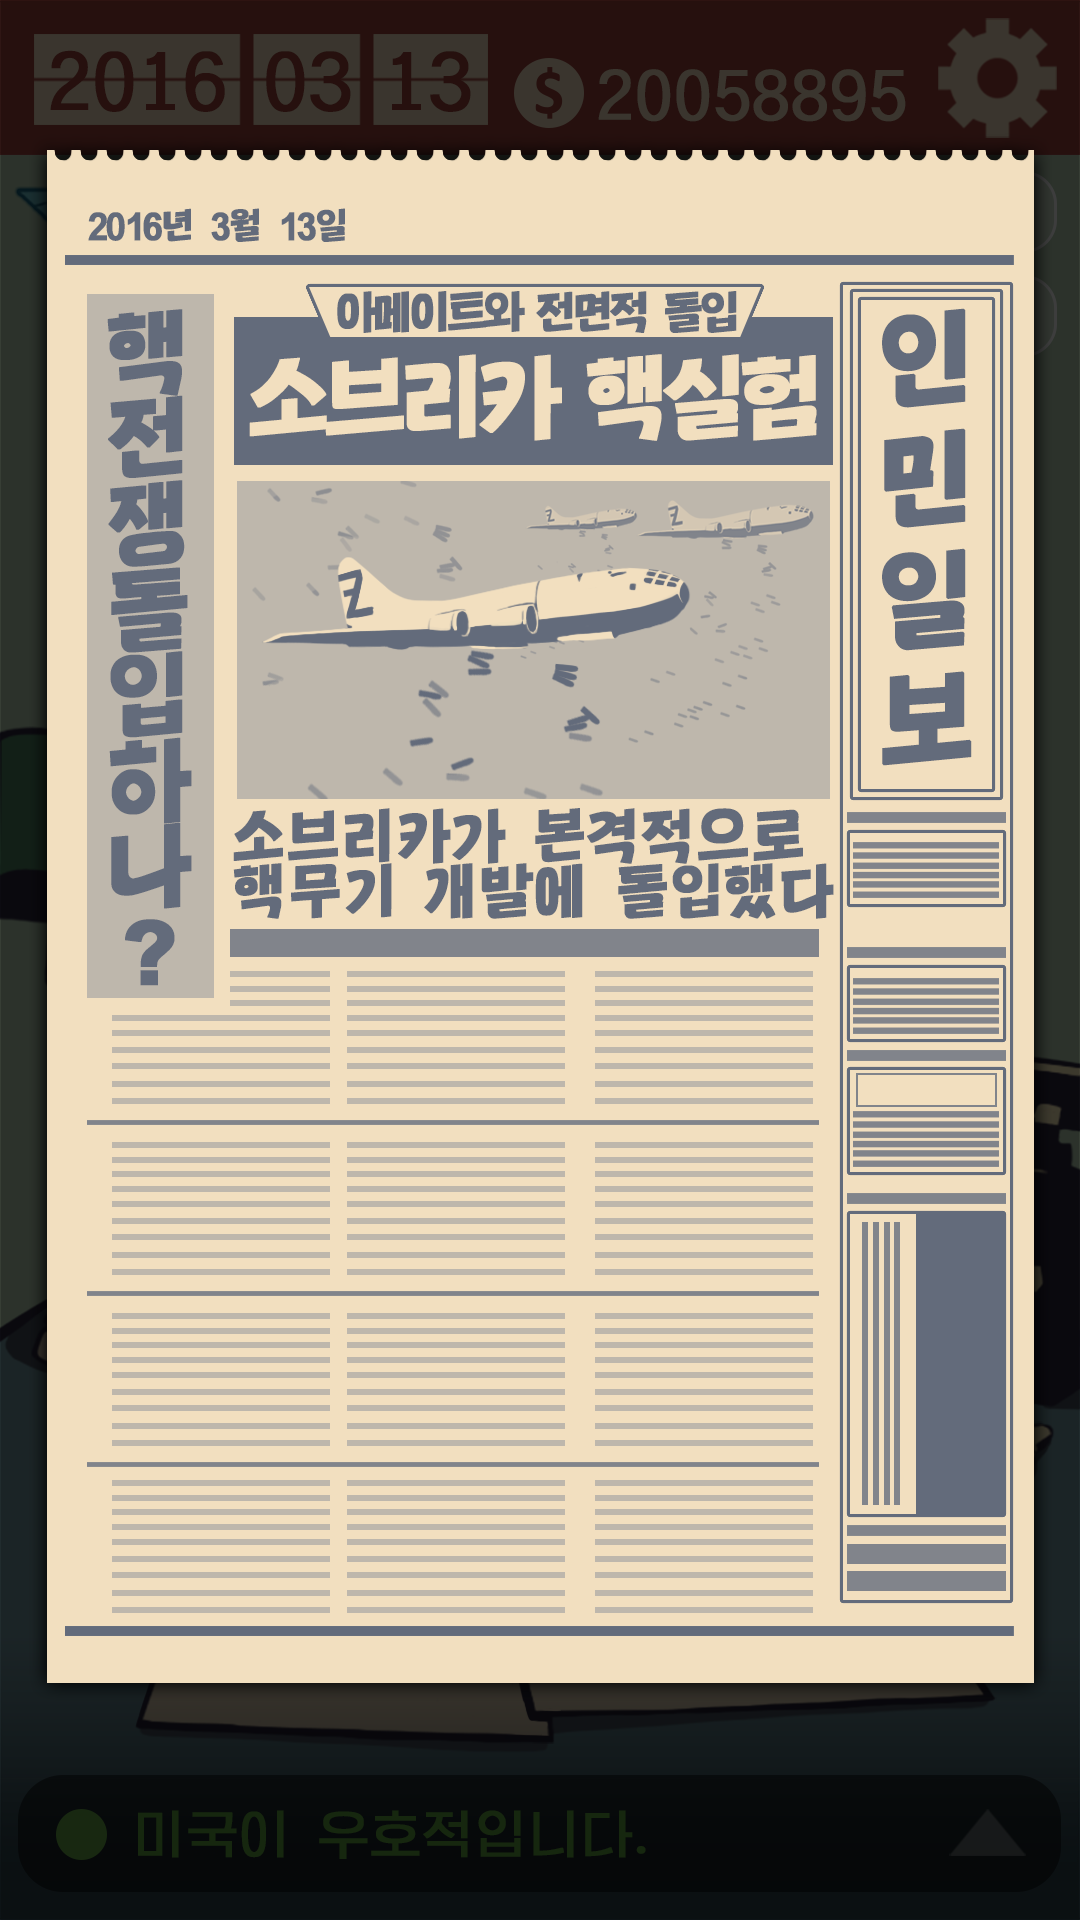 2016 03 13 $ 20058895
2016년 3월 13일
아메이트와 전면적 돌입
소브리카 핵실험
핵전쟁돌입하나?
인민일보
Z
Z
Z
소브리카가 본격적으로
핵무기 개발에 돌입했다
미국이 우호적입니다.